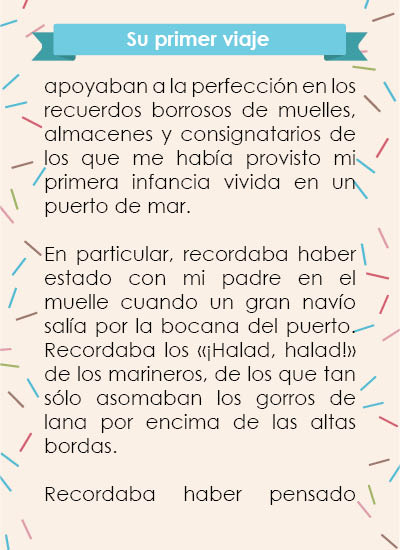 Su primer viaje
apoyaban a la perfección en los
recuerdos borrosos de muelles,
almacenes y consignatarios de
los que me había provisto mi
primera infancia vivida en un
puerto de mar.
En particular, recordaba haber
estado con mi padre en el
muelle cuando un gran navío
salía por la bocana del puerto.
Recordaba los «¡Halad, halad!»
de los marineros, de los que tan
sólo asomaban los gorros de
lana por encima de las altas
bordas.
Recordaba haber pensado